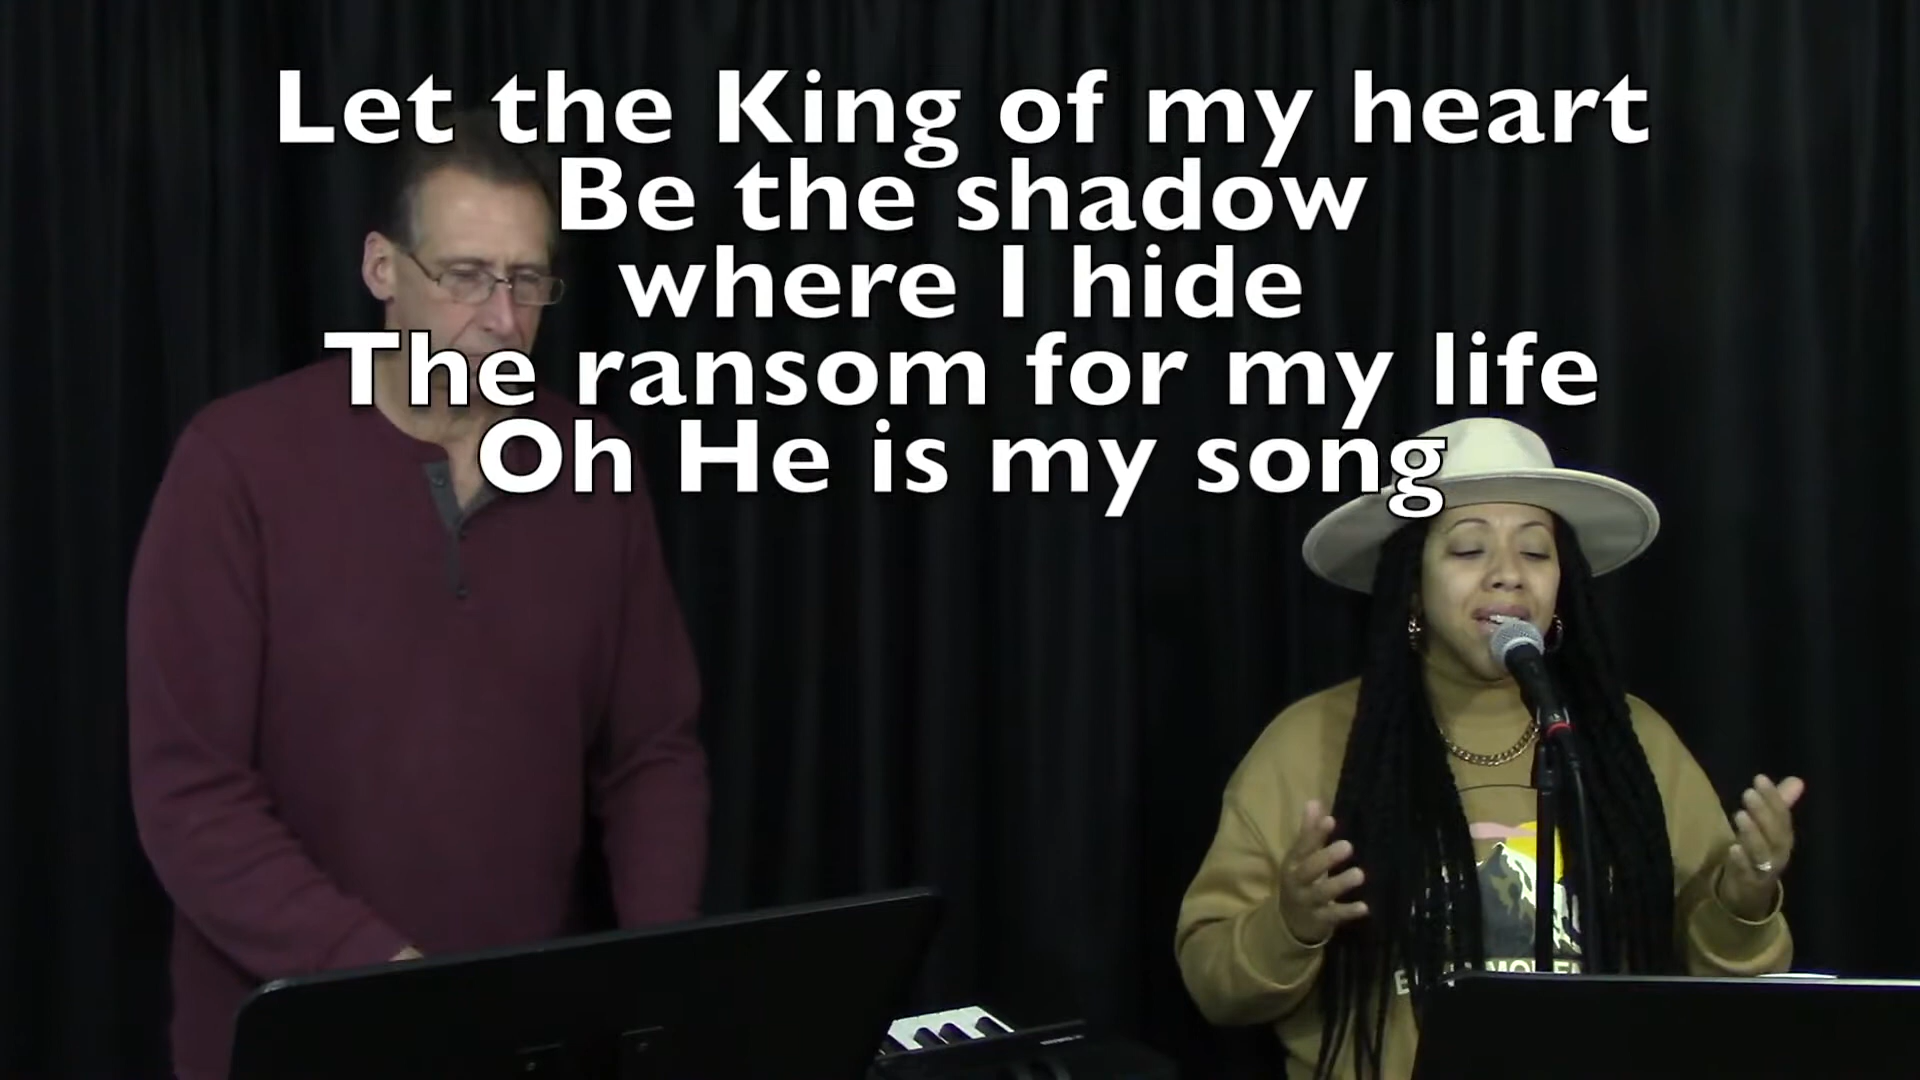 Let the King of my heart
Be the shadow
where I hide
The ransom for my life
Oh He is my song